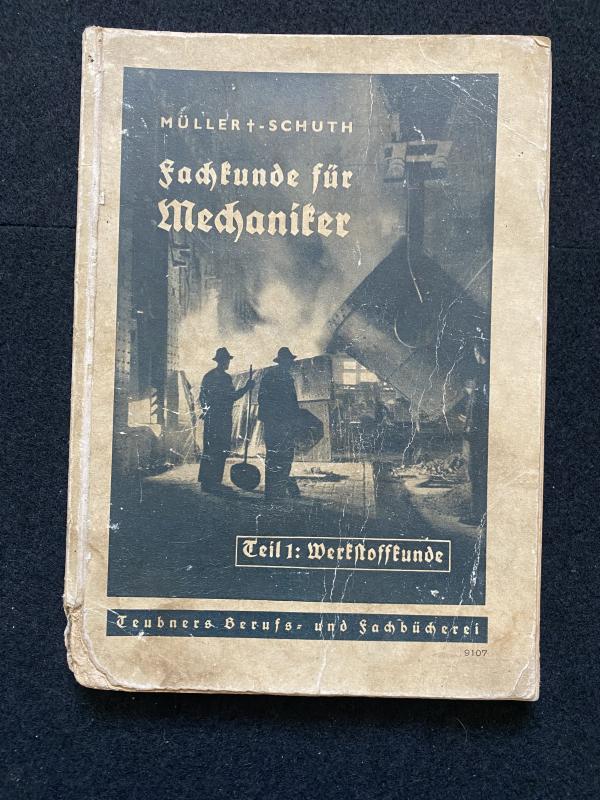 MÜLLER†-SCHUTH
Fachkunde für
Mechaniker
Teil 1: Werkstoffkunde
Teubners Berufs- und Fachbücherei
9107